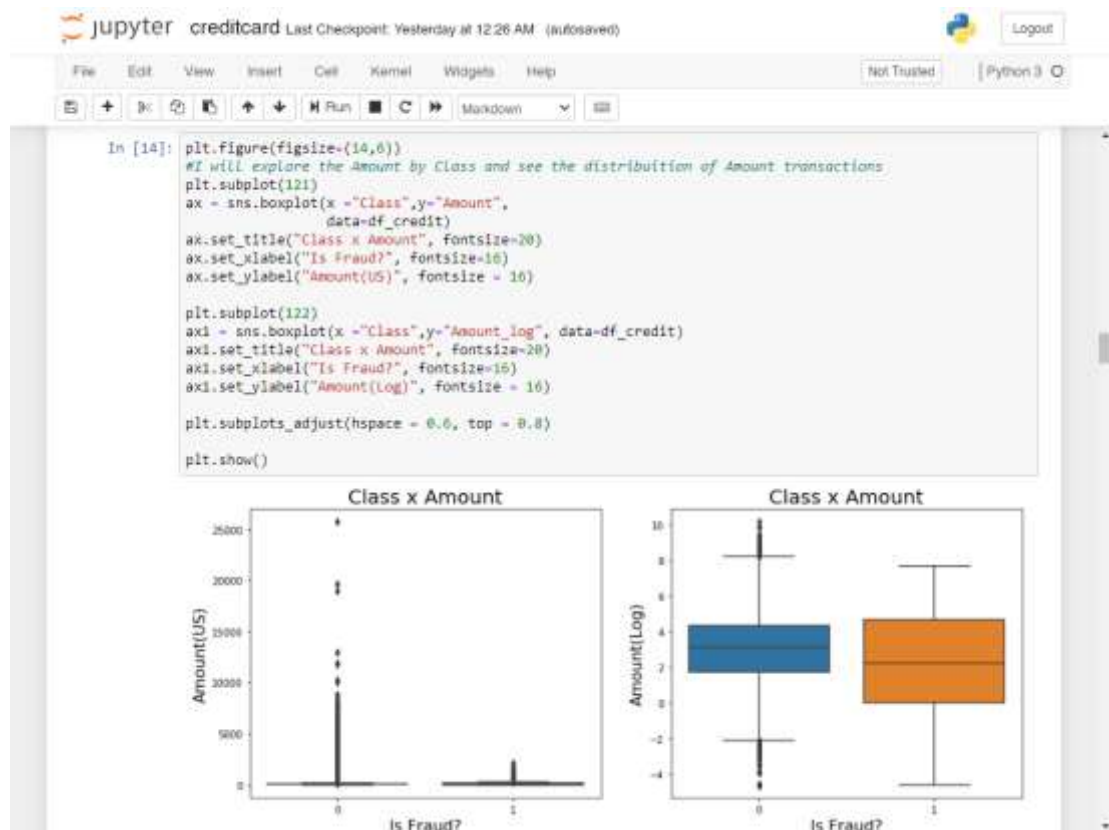 jupyter creditcard Last Checkpoint: Yesterday at 12:26 AM (autosaved)
Logout
File Edit View Insert Cell Kernel Widgets Help
Not Trusted
Python 3
Run
Markdown
In [14]: plt.figure(figsize=(14,6))
#I will explore the Amount by Class and see the distribuition of Amount transactions
plt.subplot(121)
ax = sns.boxplot(x ="Class",y="Amount",
data=df_credit)
ax.set_title("Class x Amount", fontsize=20)
ax.set_xlabel("Is Fraud?", fontsize=16)
ax.set_ylabel("Amount(US)", fontsize = 16)
plt.subplot(122)
ax1 = sns.boxplot(x ="Class",y="Amount_log", data=df_credit)
ax1.set_title("Class x Amount", fontsize=20)
ax1.set_xlabel("Is Fraud?", fontsize=16)
ax1.set_ylabel("Amount(Log)", fontsize = 16)
plt.subplots_adjust(hspace = 0.6, top = 0.8)
plt.show()
Class x Amount
25000
20000
15000
10000
5000
0
Amount(US)
0 1
Is Fraud?
Class x Amount
10
8
6
4
2
0
-2
-4
Amount(Log)
0 1
Is Fraud?